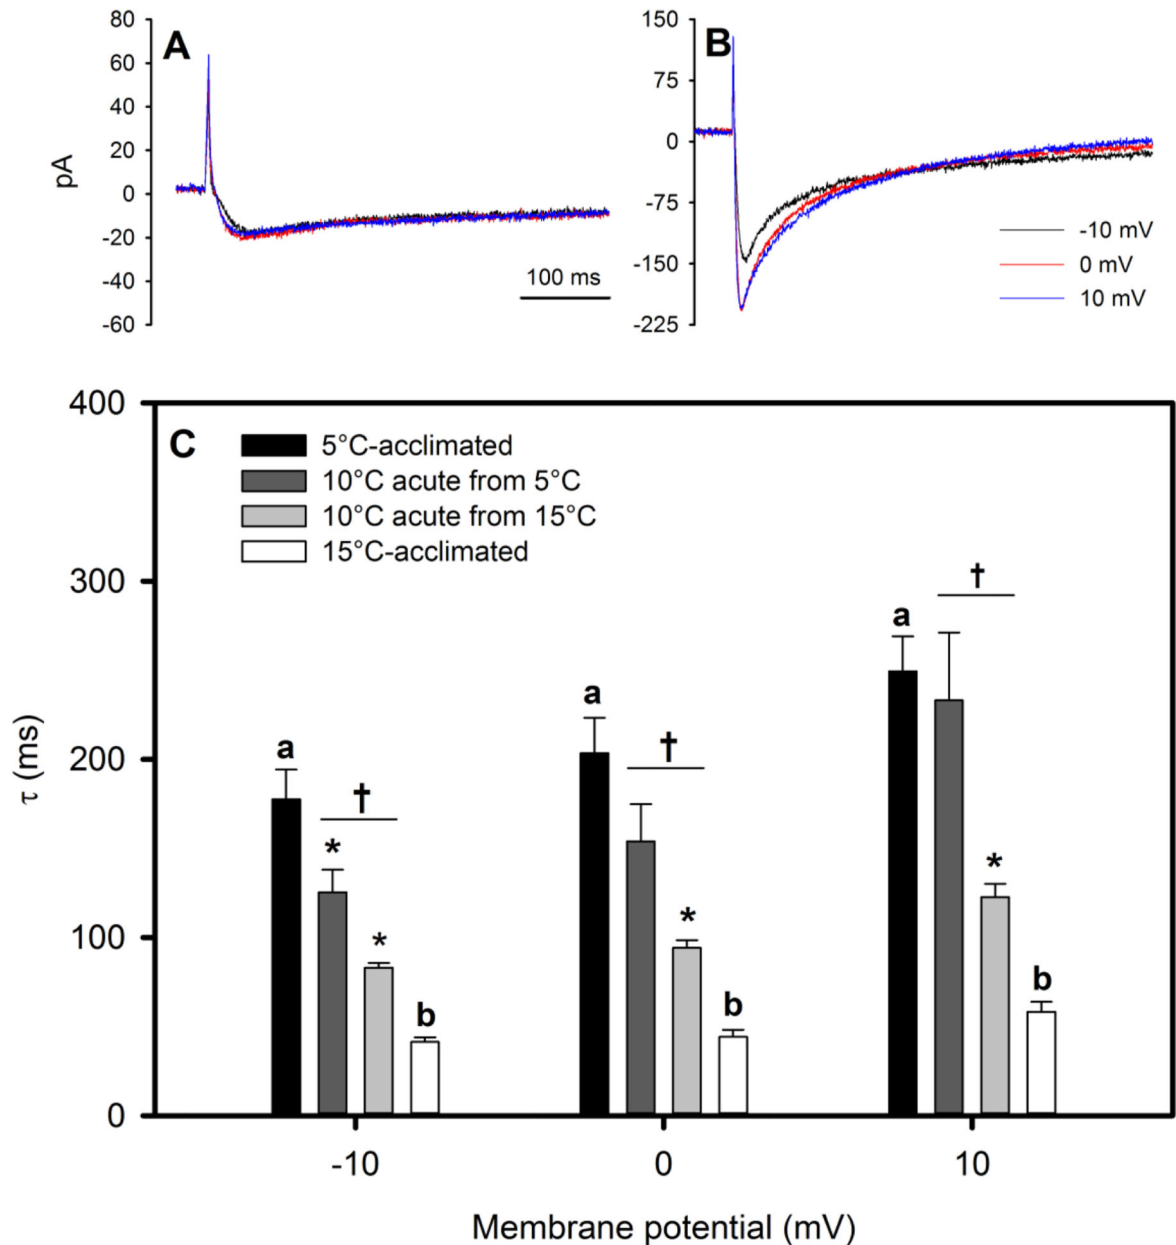 A
80
60
40
20
0
-20
-40
-60
pA
100 ms
B
150
75
0
-75
-150
-225
-10 mV
0 mV
10 mV
C
5°C-acclimated
10°C acute from 5°C
10°C acute from 15°C
15°C-acclimated
400
300
200
100
0
τ (ms)
a
*
†
*
b
a
†
*
b
a
†
*
b
-10
0
10
Membrane potential (mV)